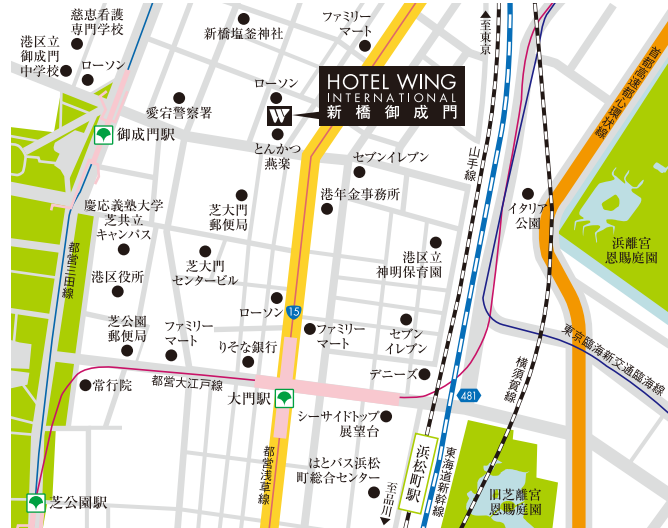 慈恵看護
専門学校
港区立
御成門
中学校
ローソン
新橋塩釜神社
ファミリー
マート
至東京
首都高速都心環状線
愛宕警察署
ローソン
W
HOTEL WING
INTERNATIONAL
新橋御成門
御成門駅
とんかつ
燕楽
セブンイレブン
山手線
慶応義塾大学
芝共立
キャンパス
芝大門
郵便局
港年金事務所
イタリア
公園
浜離宮
恩賜庭園
都営三田線
港区役所
芝大門
センタービル
港区立
神明保育園
ローソン
15
芝公園
郵便局
ファミリー
マート
りそな銀行
ファミリー
マート
セブン
イレブン
東京臨海新交通臨海線
横須賀線
常行院
都営大江戸線
大門駅
デニーズ
481
シーサイドトップ
展望台
都営浅草線
はとバス浜松
町総合センター
浜松町駅
東海道新幹線
至品川
旧芝離宮
恩賜庭園
芝公園駅